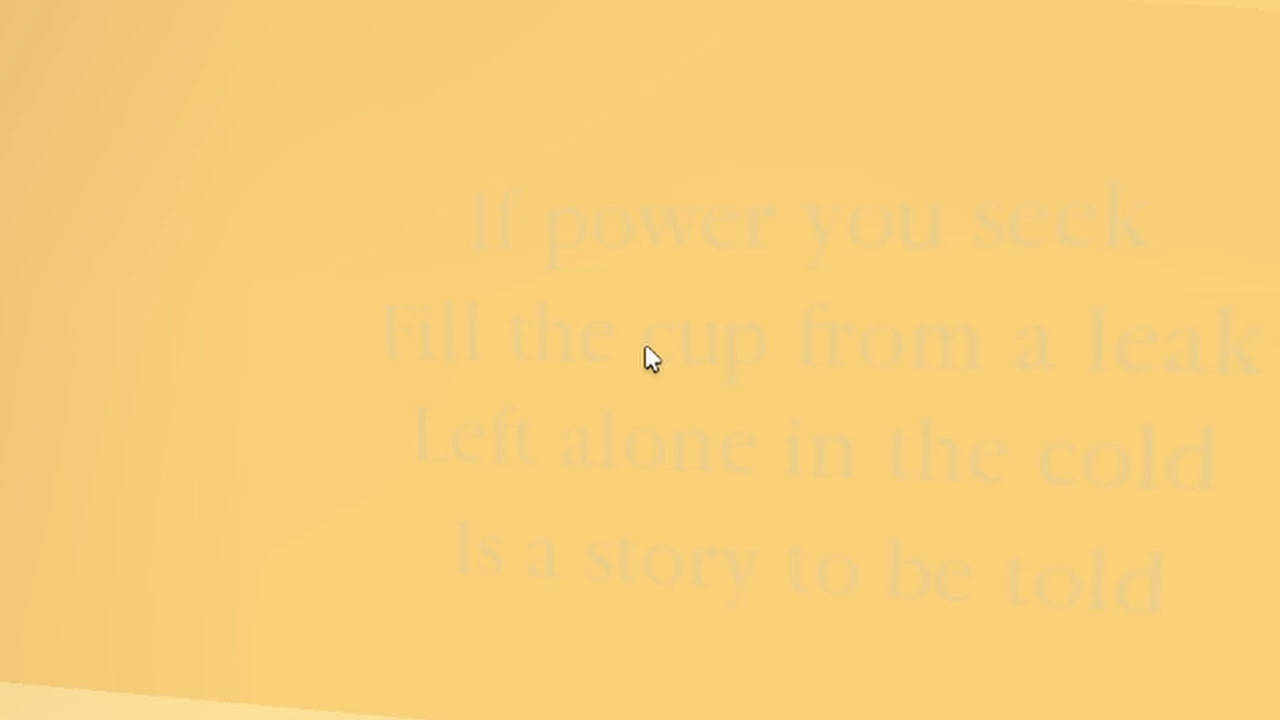 If power you seek
Fill the cup from a leak
Left alone in the cold
Is a story to be told